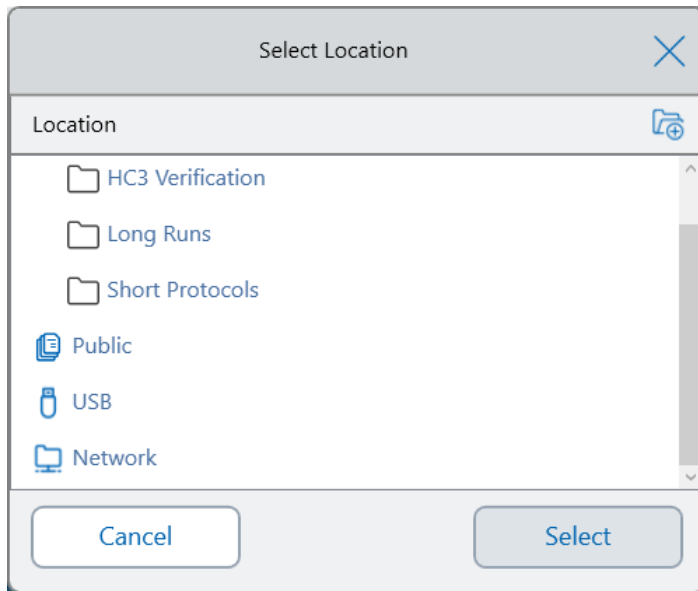 Select Location
Location
HC3 Verification
Long Runs
Short Protocols
Public
USB
Network
Cancel
Select